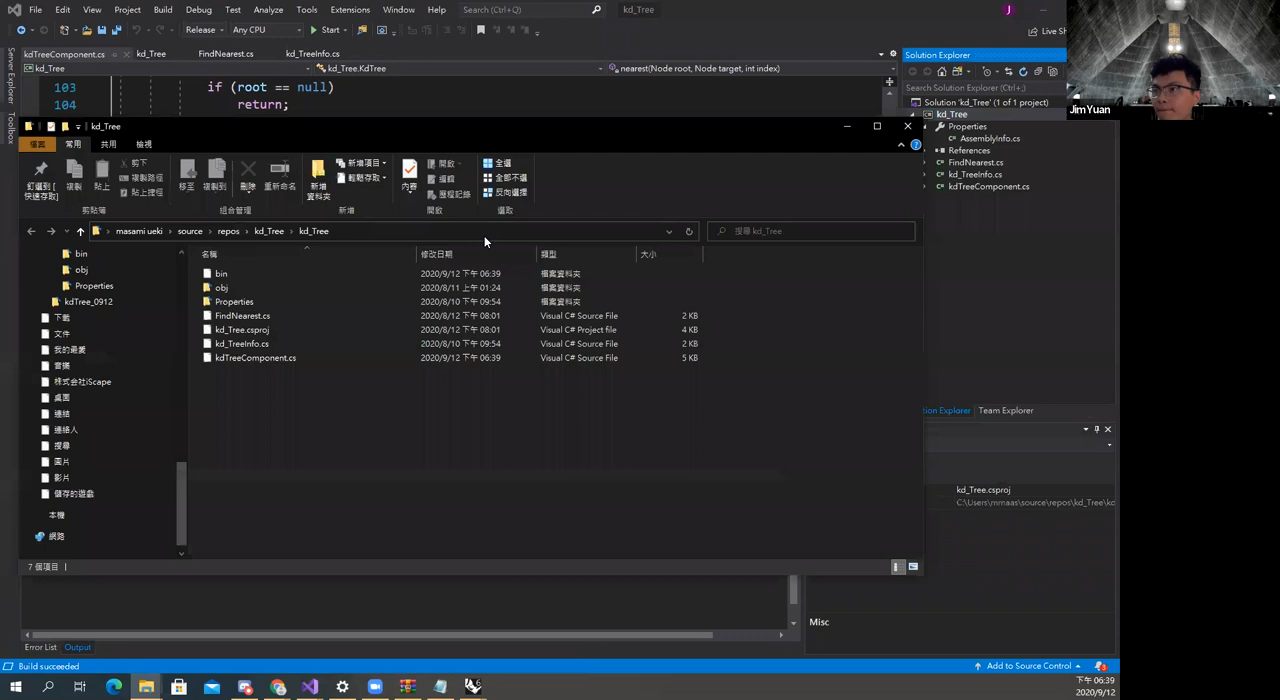 File Edit View Project Build Debug Test Analyze Tools Extensions Window Help Search (Ctrl+Q) kd_Tree J
Release Any CPU Start Live Sh
kdTreeComponent.cs kd_Tree FindNearest.cs kd_TreeInfo.cs
kd_Tree kd_Tree.KdTree nearest(Node root, Node target, int index)
103 if (root == null)
104 return;
Server Explorer
Toolbox
Solution Explorer
Search Solution Explorer (Ctrl+;)
Solution 'kd_Tree' (1 of 1 project)
kd_Tree
Properties
AssemblyInfo.cs
References
FindNearest.cs
kd_TreeInfo.cs
kdTreeComponent.cs
JimYuan
kd_Tree
檔案 常用 共用 檢視
釘選到 [快速存取]
複製
貼上
剪下
複製路徑
貼上捷徑
剪貼簿
移至
複製到
刪除
重新命名
組合管理
新增
資料夾
新增項目
輕鬆存取
新增
內容
開啟
編輯
歷程記錄
開啟
全選
全部不選
反向選擇
選取
masami ueki › source › repos › kd_Tree › kd_Tree 搜尋 kd_Tree
bin
obj
Properties
kdTree_0912
下載
文件
我的最愛
音樂
株式会社iScape
桌面
連結
連絡人
搜尋
圖片
影片
儲存的遊戲
本機
網路
名稱 修改日期 類型 大小
bin 2020/9/12 下午 06:39 檔案資料夾
obj 2020/8/11 上午 01:24 檔案資料夾
Properties 2020/8/10 下午 09:54 檔案資料夾
FindNearest.cs 2020/8/12 下午 08:01 Visual C# Source File 2 KB
kd_Tree.csproj 2020/8/12 下午 08:01 Visual C# Project file 4 KB
kd_TreeInfo.cs 2020/8/10 下午 09:54 Visual C# Source File 2 KB
kdTreeComponent.cs 2020/9/12 下午 06:39 Visual C# Source File 5 KB
7 個項目
ion Explorer Team Explorer
kd_Tree.csproj
C:\Users\mmaas\source\repos\kd_Tree\kc
Misc
Error List Output
Build succeeded
Add to Source Control
3
下午 06:39
2020/9/12